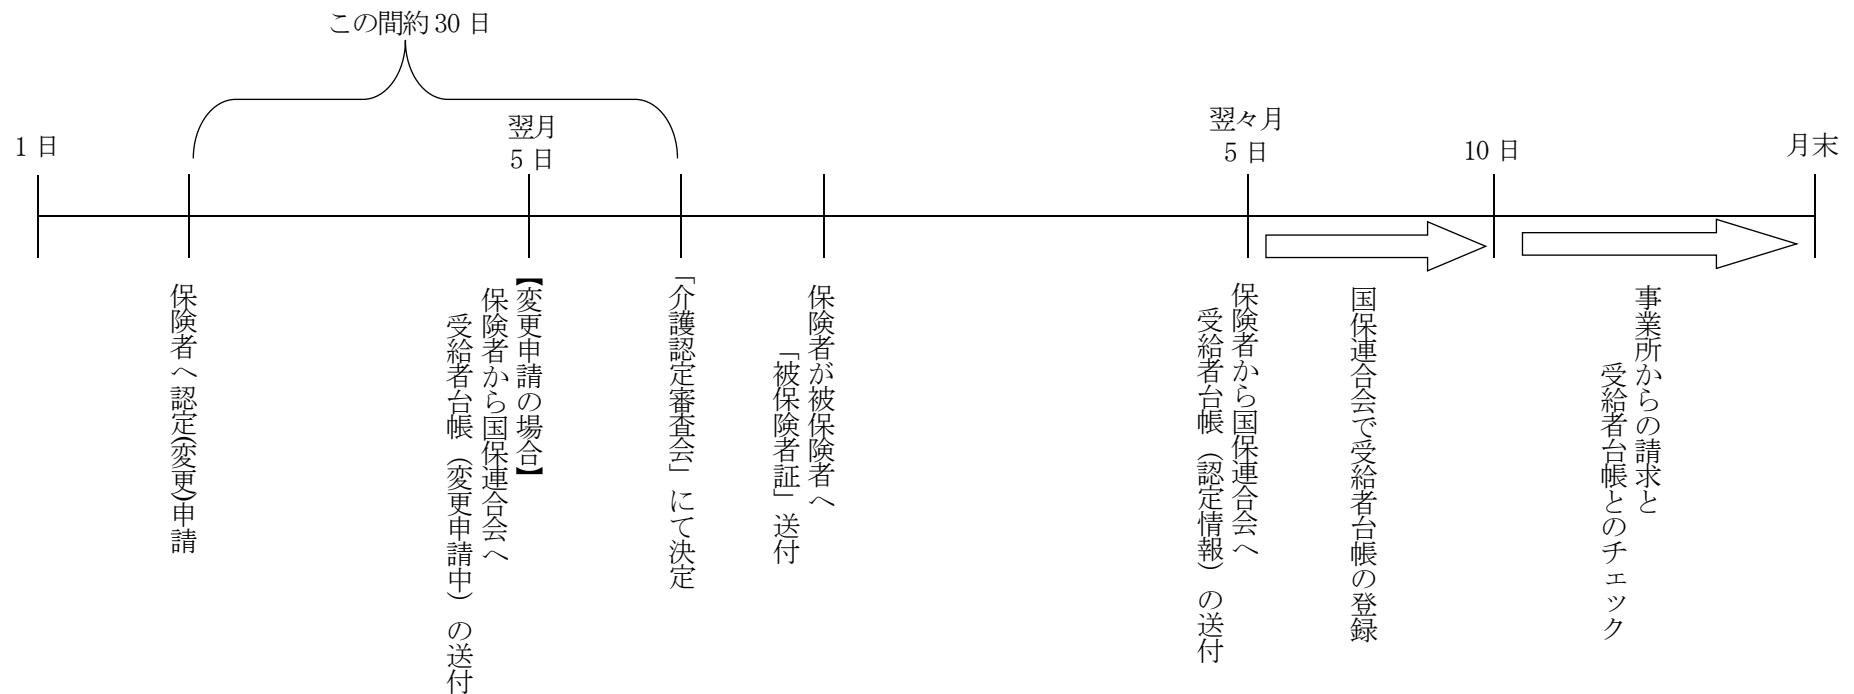 この間約 30 日
1 日
翌月
5 日
翌々月
5 日
10 日
月末
保険者へ認定(変更)申請
【変更申請の場合】
保険者から国保連合会へ
受給者台帳（変更申請中）の送付
「介護認定審査会」にて決定
保険者が被保険者へ
「被保険者証」送付
保険者から国保連合会へ
受給者台帳（認定情報）の送付
国保連合会で受給者台帳の登録
事業所からの請求と
受給者台帳とのチェック